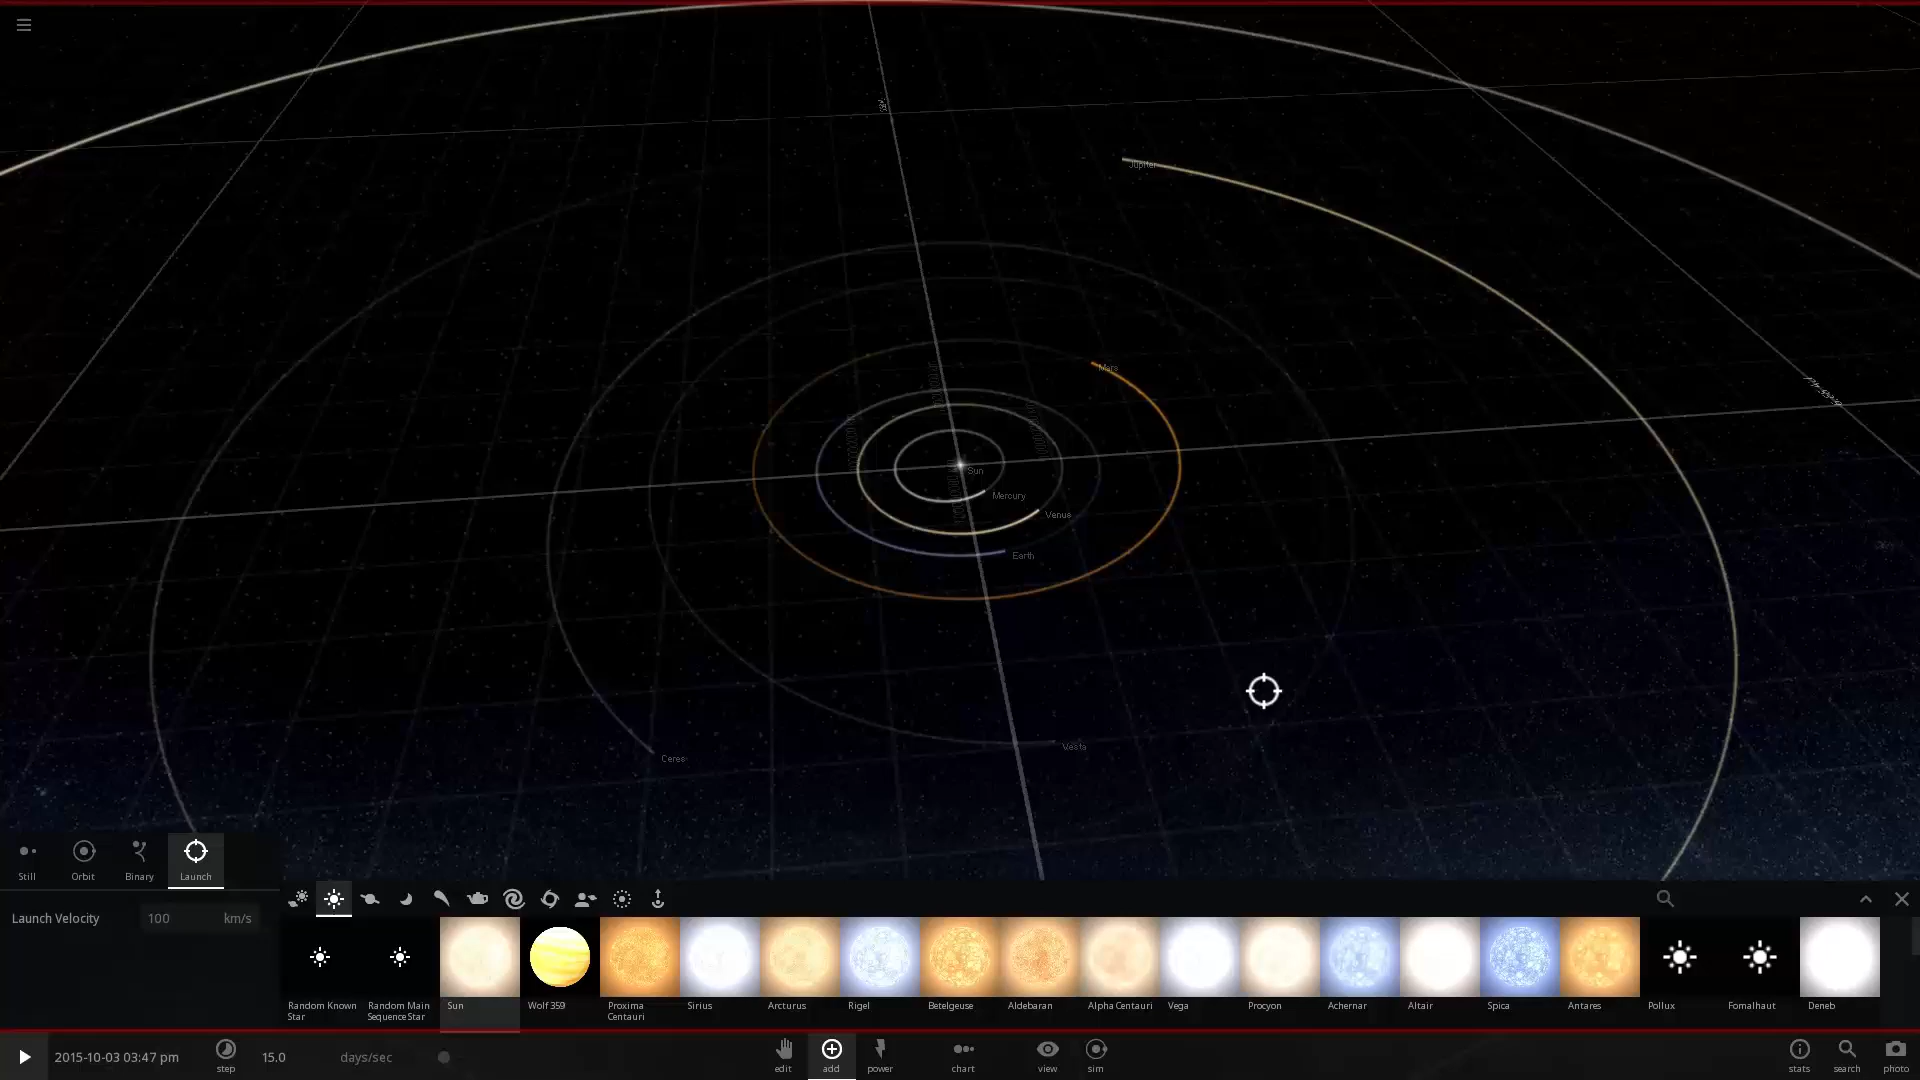 Jupiter
Mars
Sun
Mercury
Venus
Earth
Vesta
Ceres
Still
Orbit
Binary
Launch
Launch Velocity
100
km/s
Random Known
Star
Random Main
Sequence Star
Sun
Wolf 359
Proxima
Centauri
Sirius
Arcturus
Rigel
Betelgeuse
Aldebaran
Alpha Centauri
Vega
Procyon
Achernar
Altair
Spica
Antares
Pollux
Fomalhaut
Deneb
2015-10-03 03:47 pm
step
15.0
days/sec
edit
add
power
chart
view
sim
stats
search
photo